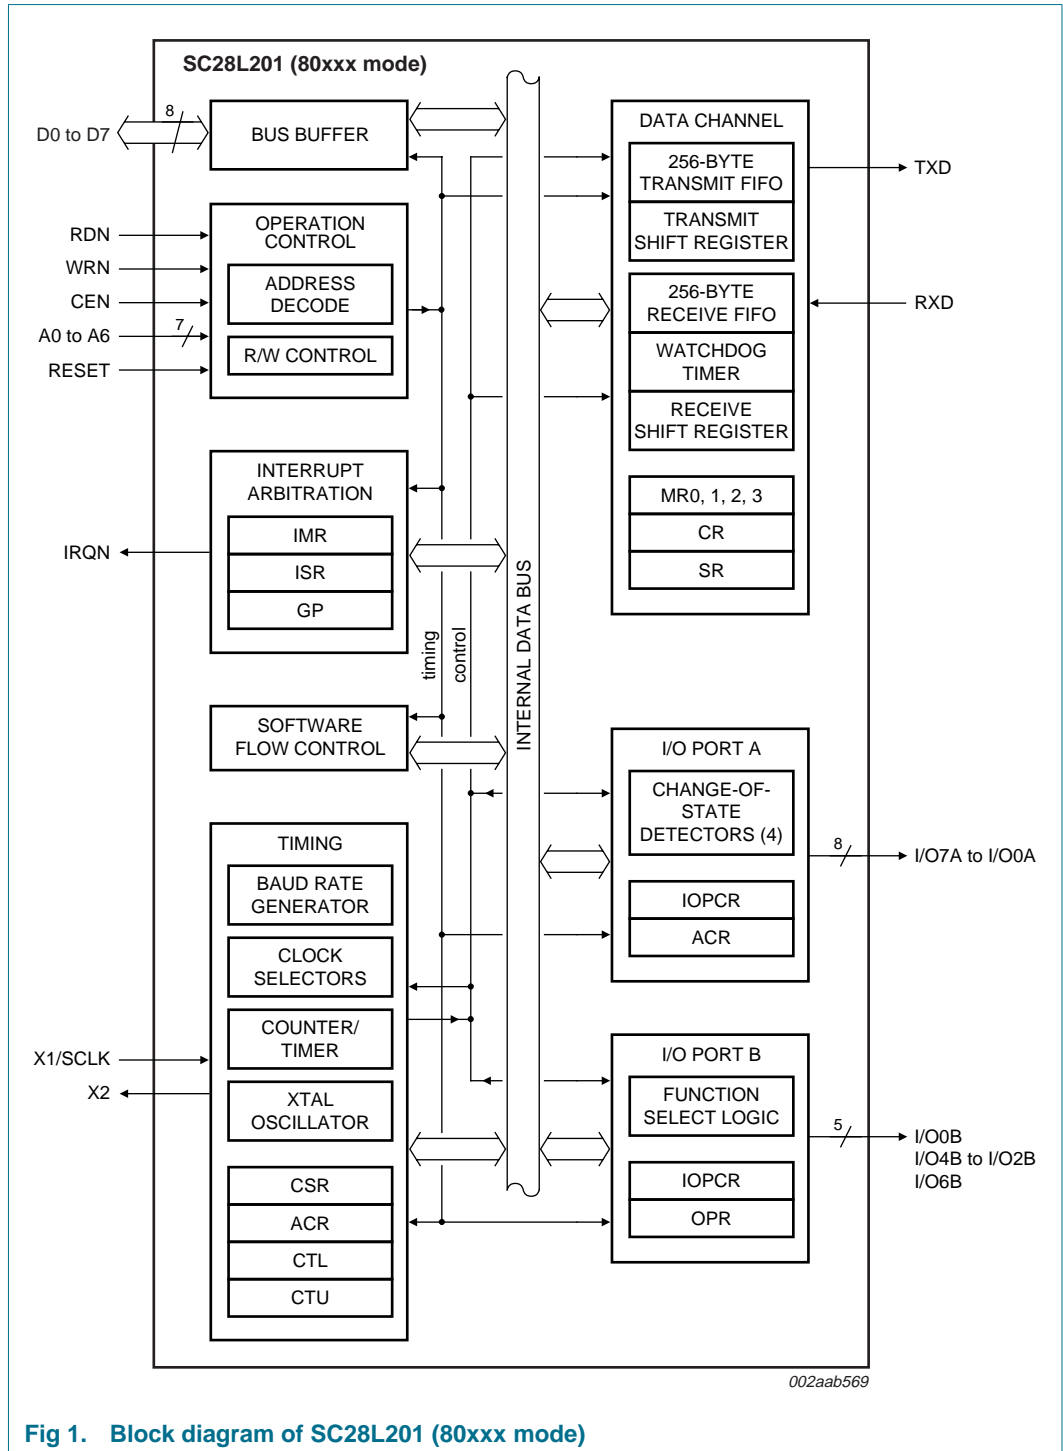 SC28L201 (80xxx mode)
D0 to D7
8
BUS BUFFER
RDN
WRN
CEN
A0 to A6
7
RESET
OPERATION
CONTROL
ADDRESS
DECODE
R/W CONTROL
INTERRUPT
ARBITRATION
IMR
ISR
GP
IRQN
SOFTWARE
FLOW CONTROL
TIMING
BAUD RATE
GENERATOR
CLOCK
SELECTORS
COUNTER/
TIMER
XTAL
OSCILLATOR
CSR
ACR
CTL
CTU
X1/SCLK
X2
timing
control
INTERNAL DATA BUS
DATA CHANNEL
256-BYTE
TRANSMIT FIFO
TRANSMIT
SHIFT REGISTER
256-BYTE
RECEIVE FIFO
WATCHDOG
TIMER
RECEIVE
SHIFT REGISTER
MR0, 1, 2, 3
CR
SR
TXD
RXD
I/O PORT A
CHANGE-OF-
STATE
DETECTORS (4)
IOPCR
ACR
8
I/O7A to I/O0A
I/O PORT B
FUNCTION
SELECT LOGIC
IOPCR
OPR
5
I/O0B
I/O4B to I/O2B
I/O6B
002aab569
Fig 1. Block diagram of SC28L201 (80xxx mode)